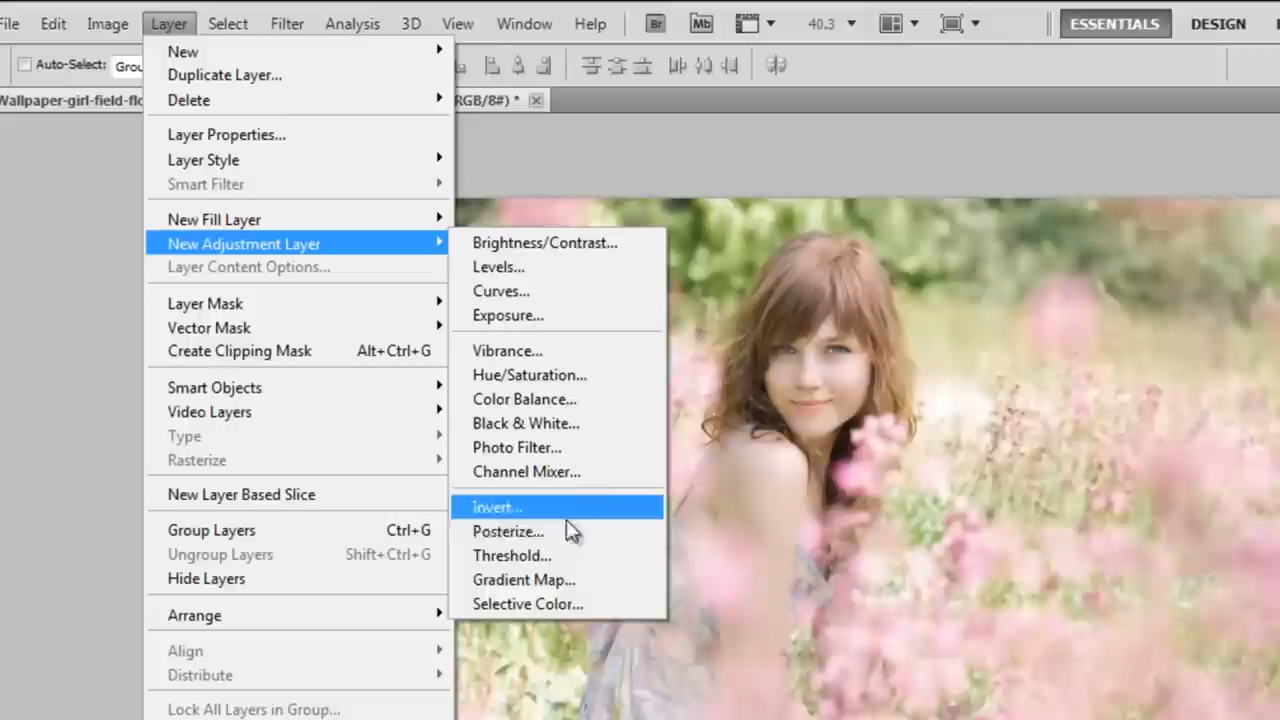 File Edit Image Layer Select Filter Analysis 3D View Window Help Br Mb 40.3 ESSENTIALS DESIGN
Auto-Select: Grou
Wallpaper-girl-field-flo RGB/8#) *
New
Duplicate Layer...
Delete
Layer Properties...
Layer Style
Smart Filter
New Fill Layer
New Adjustment Layer
Layer Content Options...
Layer Mask
Vector Mask
Create Clipping Mask Alt+Ctrl+G
Smart Objects
Video Layers
Type
Rasterize
New Layer Based Slice
Group Layers Ctrl+G
Ungroup Layers Shift+Ctrl+G
Hide Layers
Arrange
Align
Distribute
Lock All Layers in Group...
Brightness/Contrast...
Levels...
Curves...
Exposure...
Vibrance...
Hue/Saturation...
Color Balance...
Black & White...
Photo Filter...
Channel Mixer...
Invert...
Posterize...
Threshold...
Gradient Map...
Selective Color...